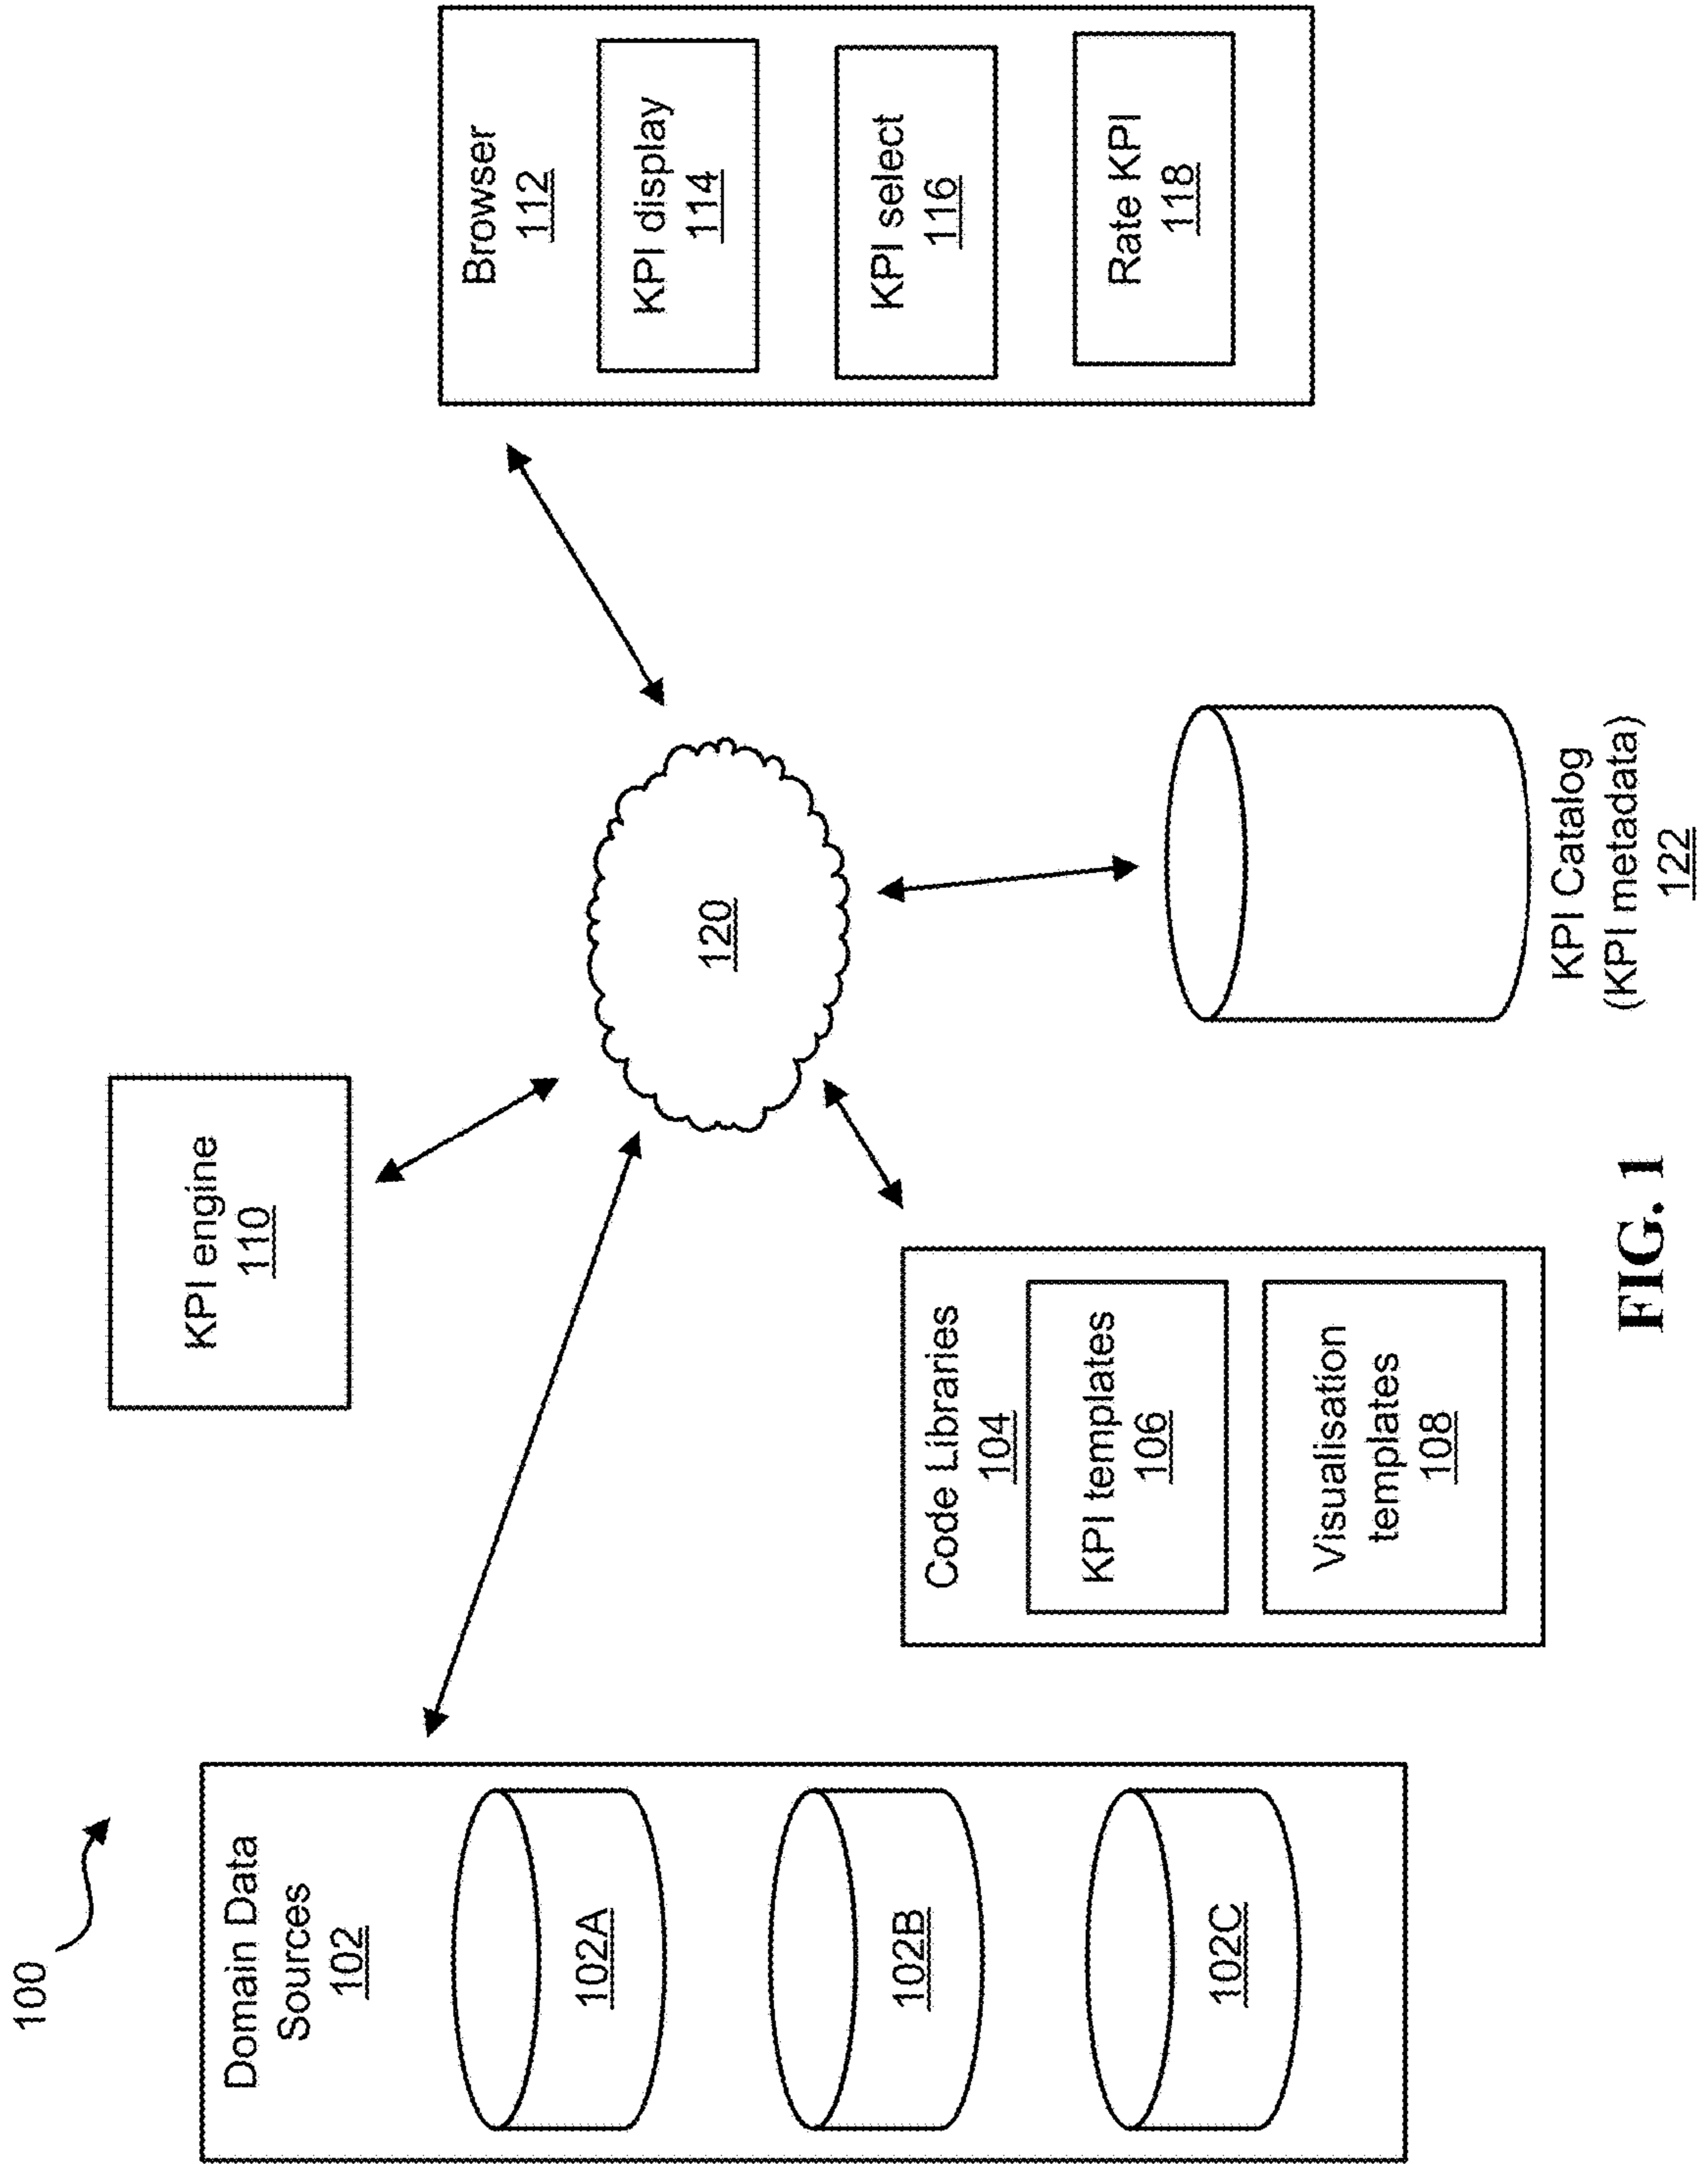 100
Domain Data
Sources
102
102A
102B
102C
KPI engine
110
Code Libraries
104
KPI templates
106
Visualisation
templates
108
120
KPI Catalog
(KPI metadata)
122
Browser
112
KPI display
114
KPI select
116
Rate KPI
118
FIG. 1